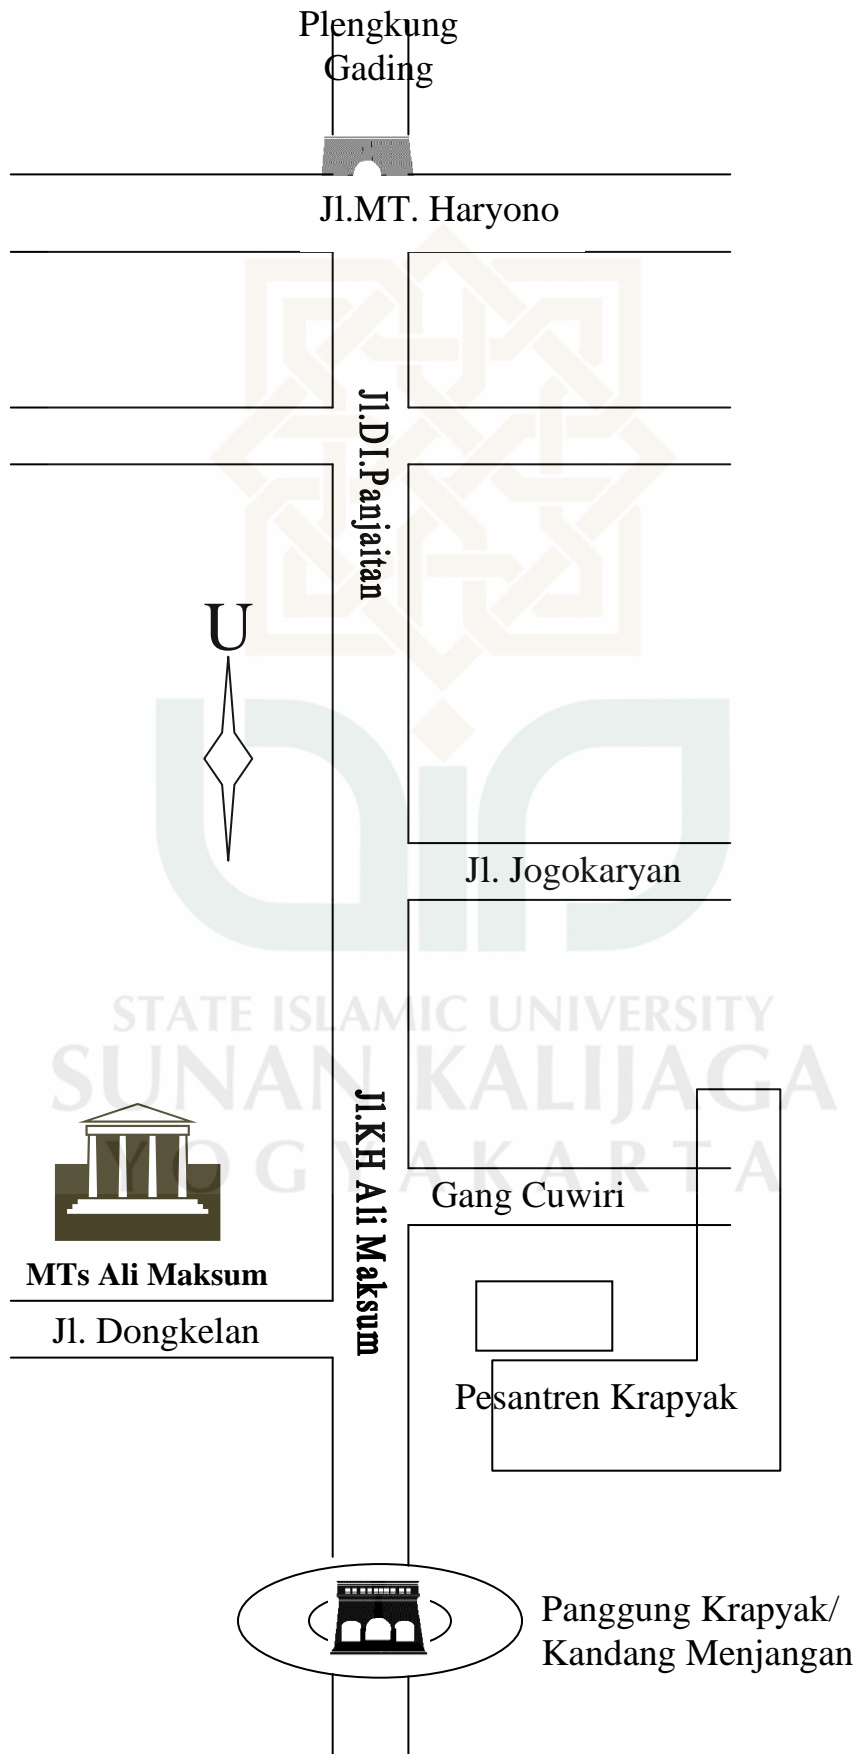 Plengkung
Gading
Jl.MT. Haryono
Jl.DI.Panjaitan
U
Jl. Jogokaryan
STATE ISLAMIC UNIVERSITY
SUNAN KALIJAGA
YOGYAKARTA
Jl.KH Ali Maksum
Gang Cuwiri
MTs Ali Maksum
Jl. Dongkelan
Pesantren Krapyak
Panggung Krapyak/
Kandang Menjangan